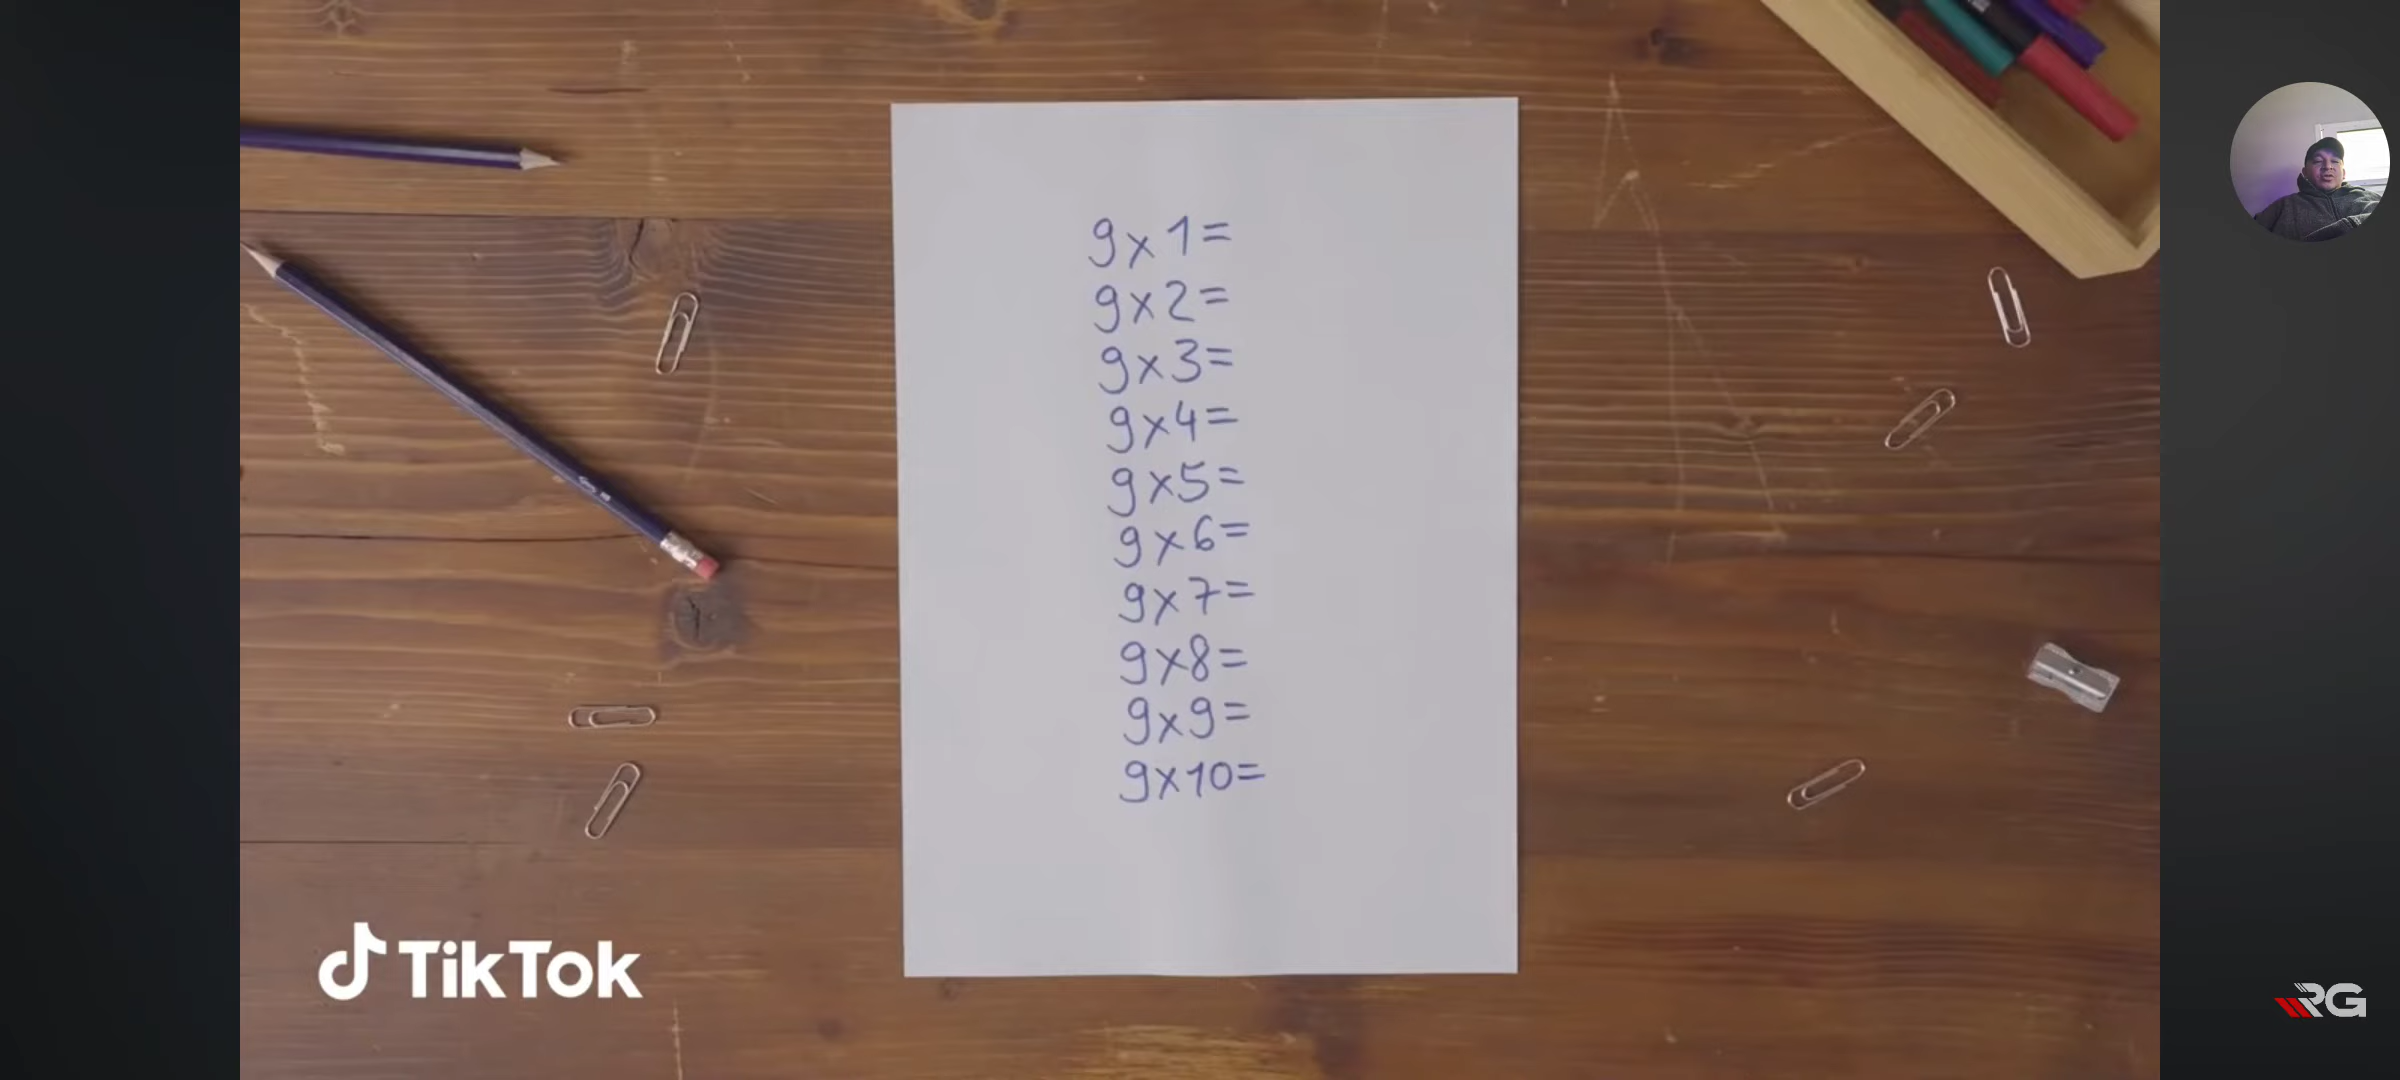 9x1=
9x2=
9x3=
9x4=
9x5=
9x6=
9x7=
9x8=
9x9=
9x10=
TikTok
RG